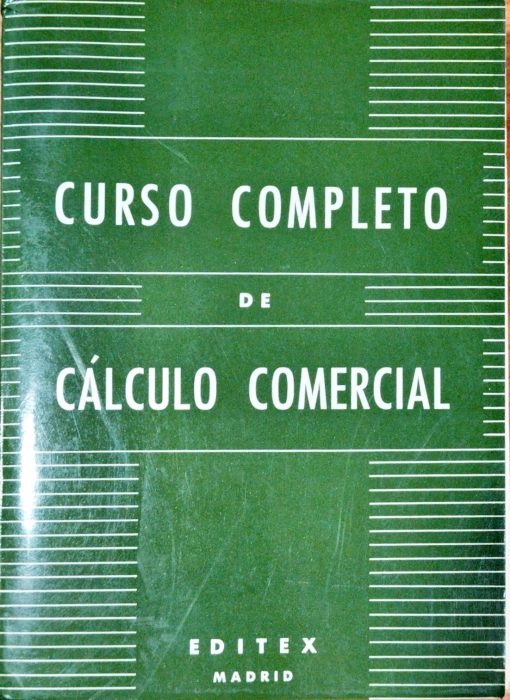 CURSO COMPLETO
DE
CÁLCULO COMERCIAL
EDITEX
MADRID